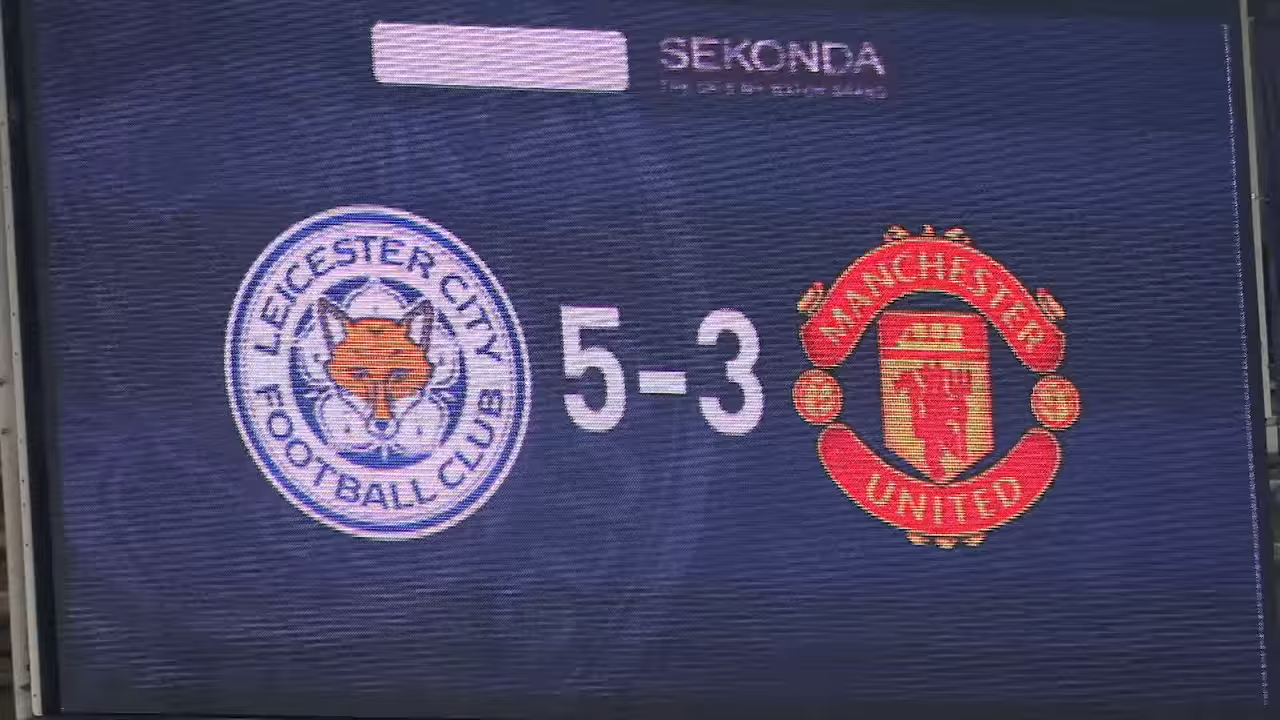 SEKONDA
LEICESTER CITY
FOOTBALL CLUB
5-3
MANCHESTER
UNITED